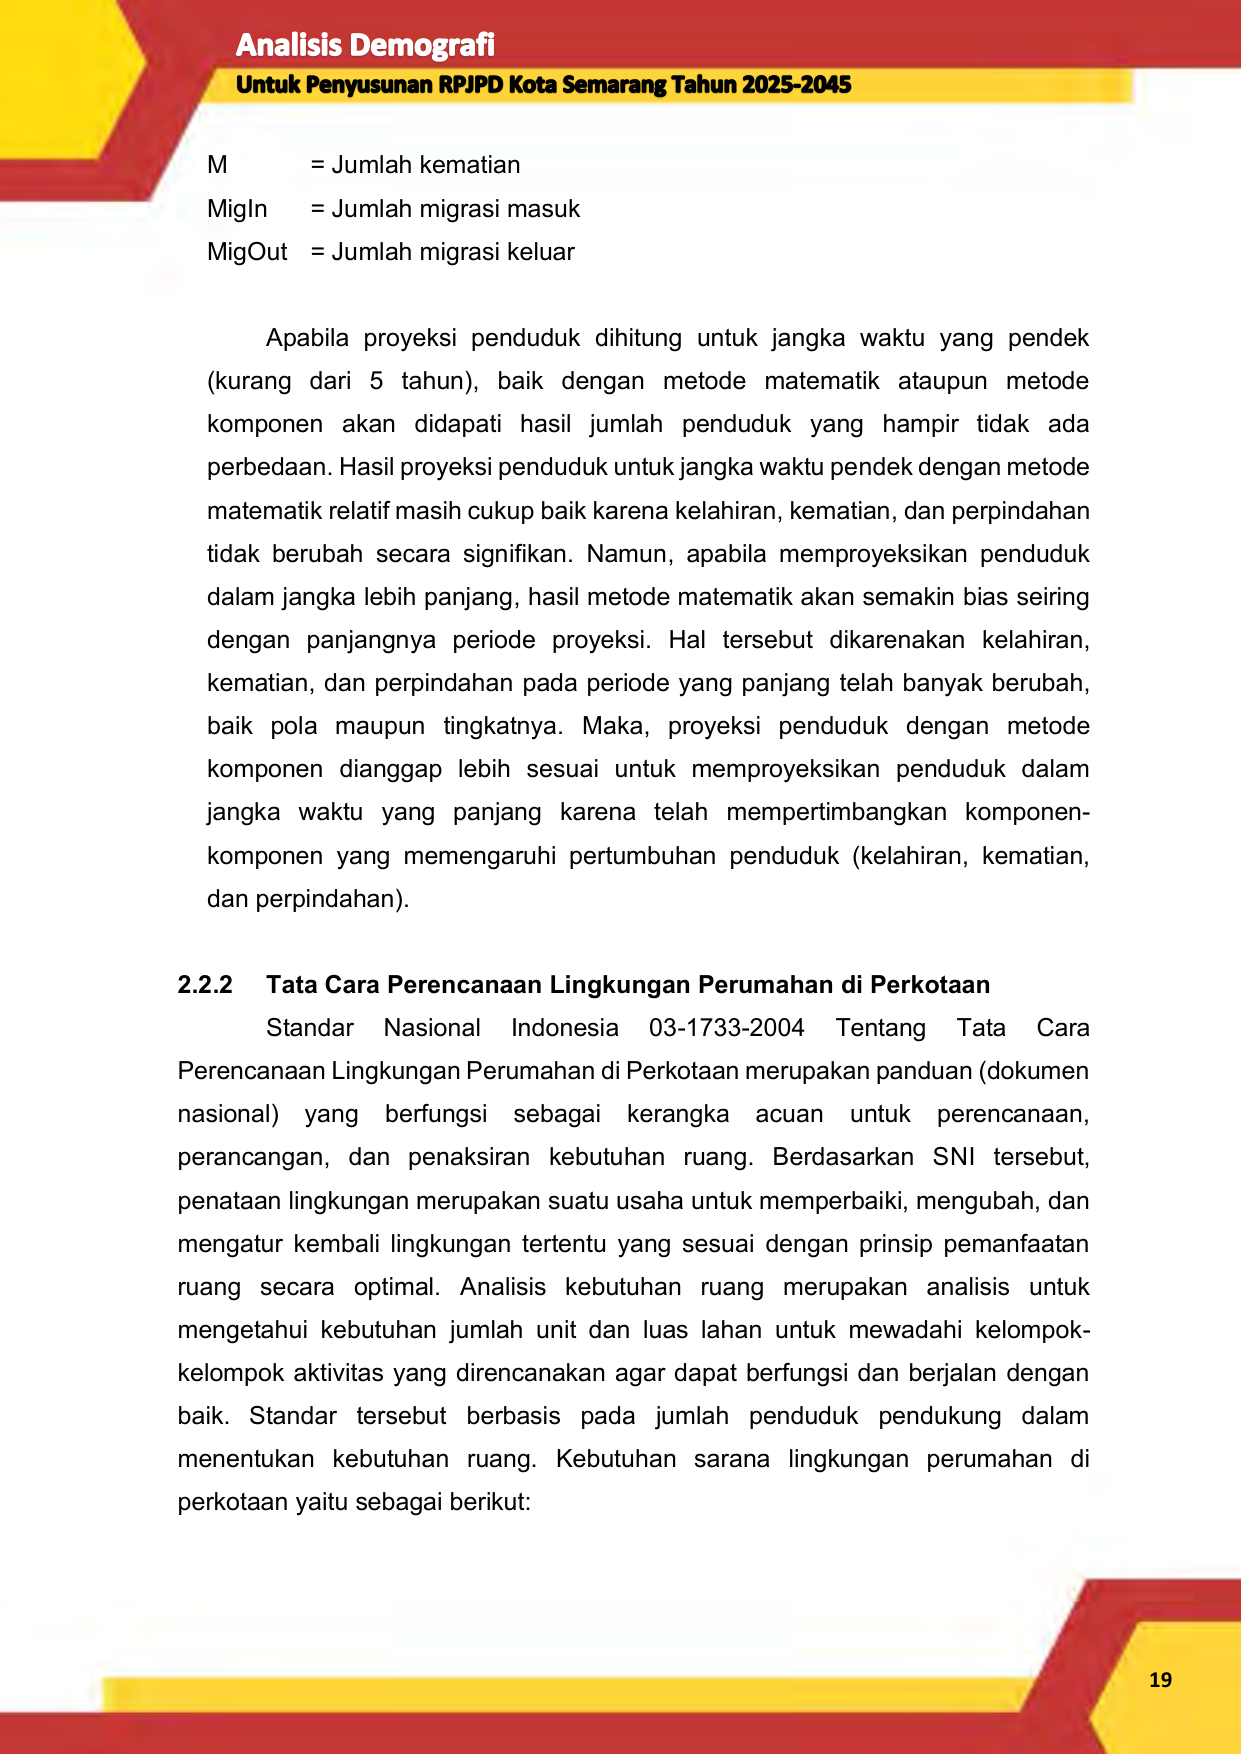 Analisis Demografi
Untuk Penyusunan RPJPD Kota Semarang Tahun 2025-2045
M = Jumlah kematian
MigIn = Jumlah migrasi masuk
MigOut = Jumlah migrasi keluar
Apabila proyeksi penduduk dihitung untuk jangka waktu yang pendek
(kurang dari 5 tahun), baik dengan metode matematik ataupun metode
komponen akan didapati hasil jumlah penduduk yang hampir tidak ada
perbedaan. Hasil proyeksi penduduk untuk jangka waktu pendek dengan metode
matematik relatif masih cukup baik karena kelahiran, kematian, dan perpindahan
tidak berubah secara signifikan. Namun, apabila memproyeksikan penduduk
dalam jangka lebih panjang, hasil metode matematik akan semakin bias seiring
dengan panjangnya periode proyeksi. Hal tersebut dikarenakan kelahiran,
kematian, dan perpindahan pada periode yang panjang telah banyak berubah,
baik pola maupun tingkatnya. Maka, proyeksi penduduk dengan metode
komponen dianggap lebih sesuai untuk memproyeksikan penduduk dalam
jangka waktu yang panjang karena telah mempertimbangkan komponen-
komponen yang memengaruhi pertumbuhan penduduk (kelahiran, kematian,
dan perpindahan).
2.2.2 Tata Cara Perencanaan Lingkungan Perumahan di Perkotaan
Standar Nasional Indonesia 03-1733-2004 Tentang Tata Cara
Perencanaan Lingkungan Perumahan di Perkotaan merupakan panduan (dokumen
nasional) yang berfungsi sebagai kerangka acuan untuk perencanaan,
perancangan, dan penaksiran kebutuhan ruang. Berdasarkan SNI tersebut,
penataan lingkungan merupakan suatu usaha untuk memperbaiki, mengubah, dan
mengatur kembali lingkungan tertentu yang sesuai dengan prinsip pemanfaatan
ruang secara optimal. Analisis kebutuhan ruang merupakan analisis untuk
mengetahui kebutuhan jumlah unit dan luas lahan untuk mewadahi kelompok-
kelompok aktivitas yang direncanakan agar dapat berfungsi dan berjalan dengan
baik. Standar tersebut berbasis pada jumlah penduduk pendukung dalam
menentukan kebutuhan ruang. Kebutuhan sarana lingkungan perumahan di
perkotaan yaitu sebagai berikut:
19